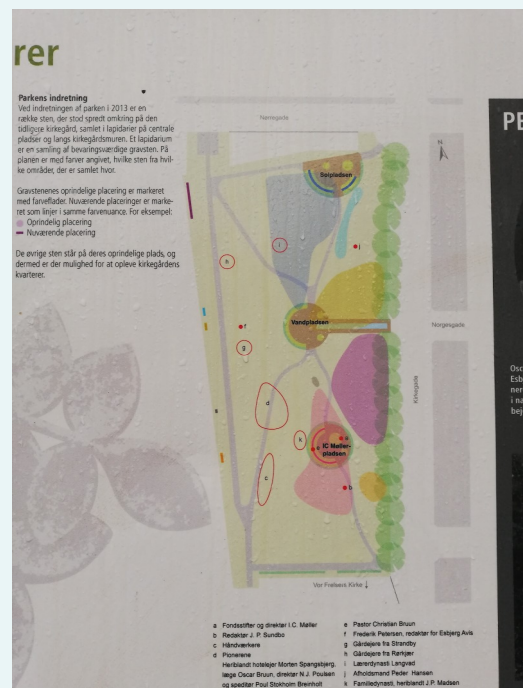 rer
Parkens indretning
Ved indretningen af parken i 2013 er en
række sten, der stod spredt omkring på den
tidligere kirkegård, samlet i lapidarier på centrale
pladser og langs kirkegårdsmuren. Et lapidarium
er en samling af bevaringsværdige gravsten. På
planen er med farver angivet, hvilke sten fra hvil-
ke områder, der er samlet hvor.
Gravstenenes oprindelige placering er markeret
med farveflader. Nuværende placeringer er marke-
ret som linjer i samme farvenuance. For eksempel:
Oprindelig placering
Nuværende placering
De øvrige sten står på deres oprindelige plads, og
dermed er der mulighed for at opleve kirkegårdens
kvarterer.
Nørregade
N
Solpladsen
i
j
h
Vandpladsen
f
Norgesgade
g
Kirkegade
d
k
a
e
IC Møller-
pladsen
c
b
Vor Frelsers Kirke ↓
a Fondsstifter og direktør I.C. Møller
b Redaktør J. P. Sundbo
c Håndværkere
d Pionererne
Heriblandt hotelejer Morten Spangsbjerg,
læge Oscar Bruun, direktør N.J. Poulsen
og speditør Poul Stokholm Breinholt
e Pastor Christian Bruun
f Frederik Petersen, redaktør for Esbjerg Avis
g Gårdejere fra Strandby
h Gårdejere fra Rørkjær
i Lærerdynasti Langvad
j Afholdsmand Peder Hansen
k Familiedynasti, heriblandt J.P. Madsen
PE
Osc
Esb
ner
i na
bej